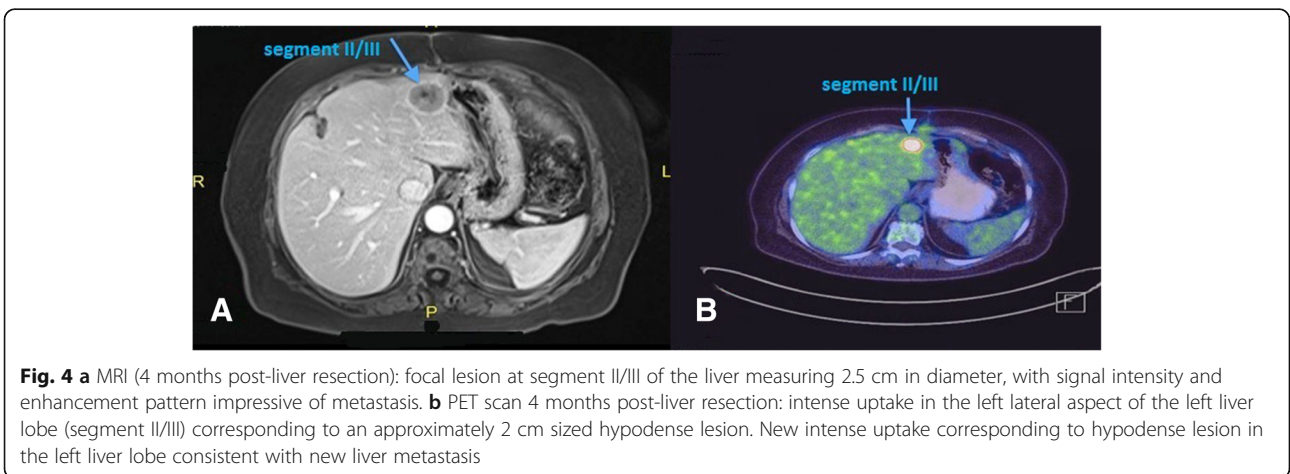 segment II/III
R
L
A
P
segment II/III
B
F
Fig. 4 a MRI (4 months post-liver resection): focal lesion at segment II/III of the liver measuring 2.5 cm in diameter, with signal intensity and
enhancement pattern impressive of metastasis. b PET scan 4 months post-liver resection: intense uptake in the left lateral aspect of the left liver
lobe (segment II/III) corresponding to an approximately 2 cm sized hypodense lesion. New intense uptake corresponding to hypodense lesion in
the left liver lobe consistent with new liver metastasis